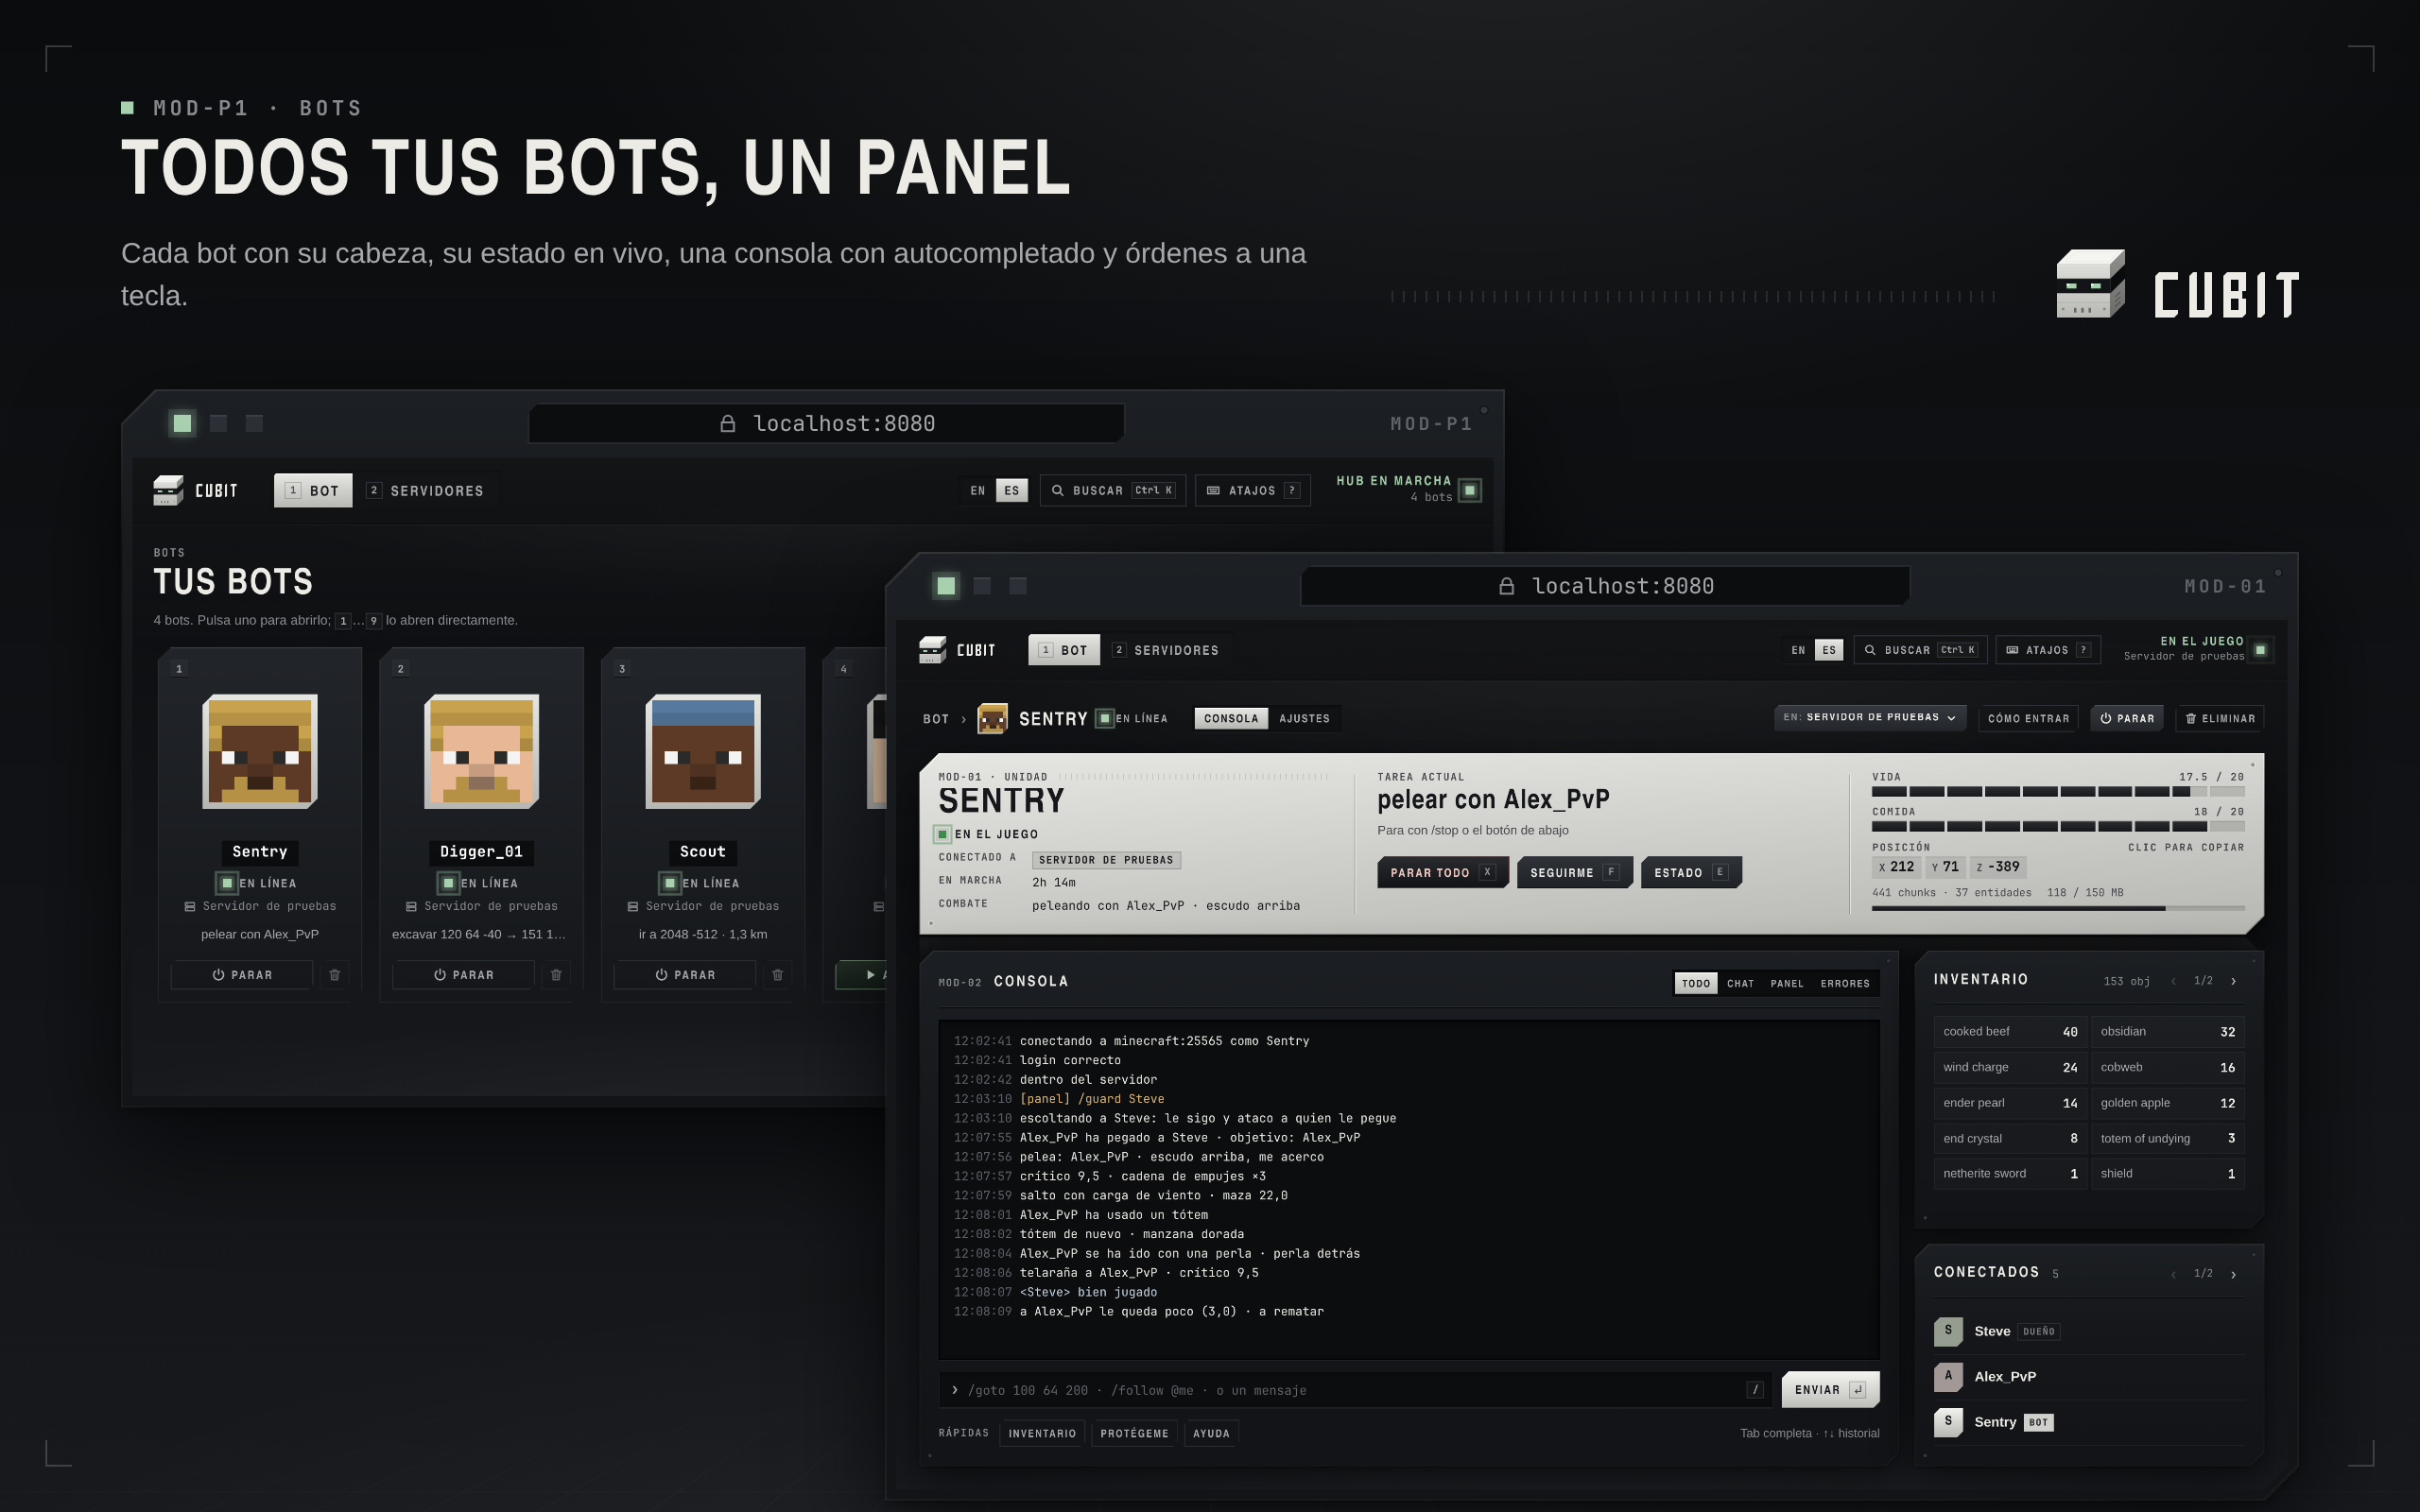 MOD-P1 · BOTS
TODOS TUS BOTS, UN PANEL
Cada bot con su cabeza, su estado en vivo, una consola con autocompletado y órdenes a una
tecla.
CUBIT
localhost:8080
MOD-P1
CUBIT
1 BOT
2 SERVIDORES
EN ES
BUSCAR Ctrl K
ATAJOS ?
HUB EN MARCHA
4 bots
BOTS
TUS BOTS
4 bots. Pulsa uno para abrirlo; 1…9 lo abren directamente.
1
Sentry
EN LÍNEA
Servidor de pruebas
pelear con Alex_PvP
PARAR
2
Digger_01
EN LÍNEA
Servidor de pruebas
excavar 120 64 -40 → 151 1…
PARAR
3
Scout
EN LÍNEA
Servidor de pruebas
ir a 2048 -512 · 1,3 km
PARAR
4
localhost:8080
MOD-01
CUBIT
1 BOT
2 SERVIDORES
EN ES
BUSCAR Ctrl K
ATAJOS ?
EN EL JUEGO
Servidor de pruebas
BOT › SENTRY EN LÍNEA
CONSOLA AJUSTES
EN: SERVIDOR DE PRUEBAS
CÓMO ENTRAR
PARAR
ELIMINAR
MOD-01 · UNIDAD
SENTRY
EN EL JUEGO
CONECTADO A SERVIDOR DE PRUEBAS
EN MARCHA 2h 14m
COMBATE peleando con Alex_PvP · escudo arriba
TAREA ACTUAL
pelear con Alex_PvP
Para con /stop o el botón de abajo
PARAR TODO X
SEGUIRME F
ESTADO E
VIDA 17.5 / 20
COMIDA 18 / 20
POSICIÓN CLIC PARA COPIAR
X 212 Y 71 Z -389
441 chunks · 37 entidades 118 / 150 MB
MOD-02 CONSOLA
TODO CHAT PANEL ERRORES
12:02:41 conectando a minecraft:25565 como Sentry
12:02:41 login correcto
12:02:42 dentro del servidor
12:03:10 [panel] /guard Steve
12:03:10 escoltando a Steve: le sigo y ataco a quien le pegue
12:07:55 Alex_PvP ha pegado a Steve · objetivo: Alex_PvP
12:07:56 pelea: Alex_PvP · escudo arriba, me acerco
12:07:57 crítico 9,5 · cadena de empujes ×3
12:07:59 salto con carga de viento · maza 22,0
12:08:01 Alex_PvP ha usado un tótem
12:08:02 tótem de nuevo · manzana dorada
12:08:04 Alex_PvP se ha ido con una perla · perla detrás
12:08:06 telaraña a Alex_PvP · crítico 9,5
12:08:07 <Steve> bien jugado
12:08:09 a Alex_PvP le queda poco (3,0) · a rematar
› /goto 100 64 200 · /follow @me · o un mensaje /
ENVIAR
RÁPIDAS INVENTARIO PROTÉGEME AYUDA
Tab completa · ↑↓ historial
INVENTARIO 153 obj ‹ 1/2 ›
cooked beef 40
obsidian 32
wind charge 24
cobweb 16
ender pearl 14
golden apple 12
end crystal 8
totem of undying 3
netherite sword 1
shield 1
CONECTADOS 5 ‹ 1/2 ›
S Steve DUEÑO
A Alex_PvP
S Sentry BOT